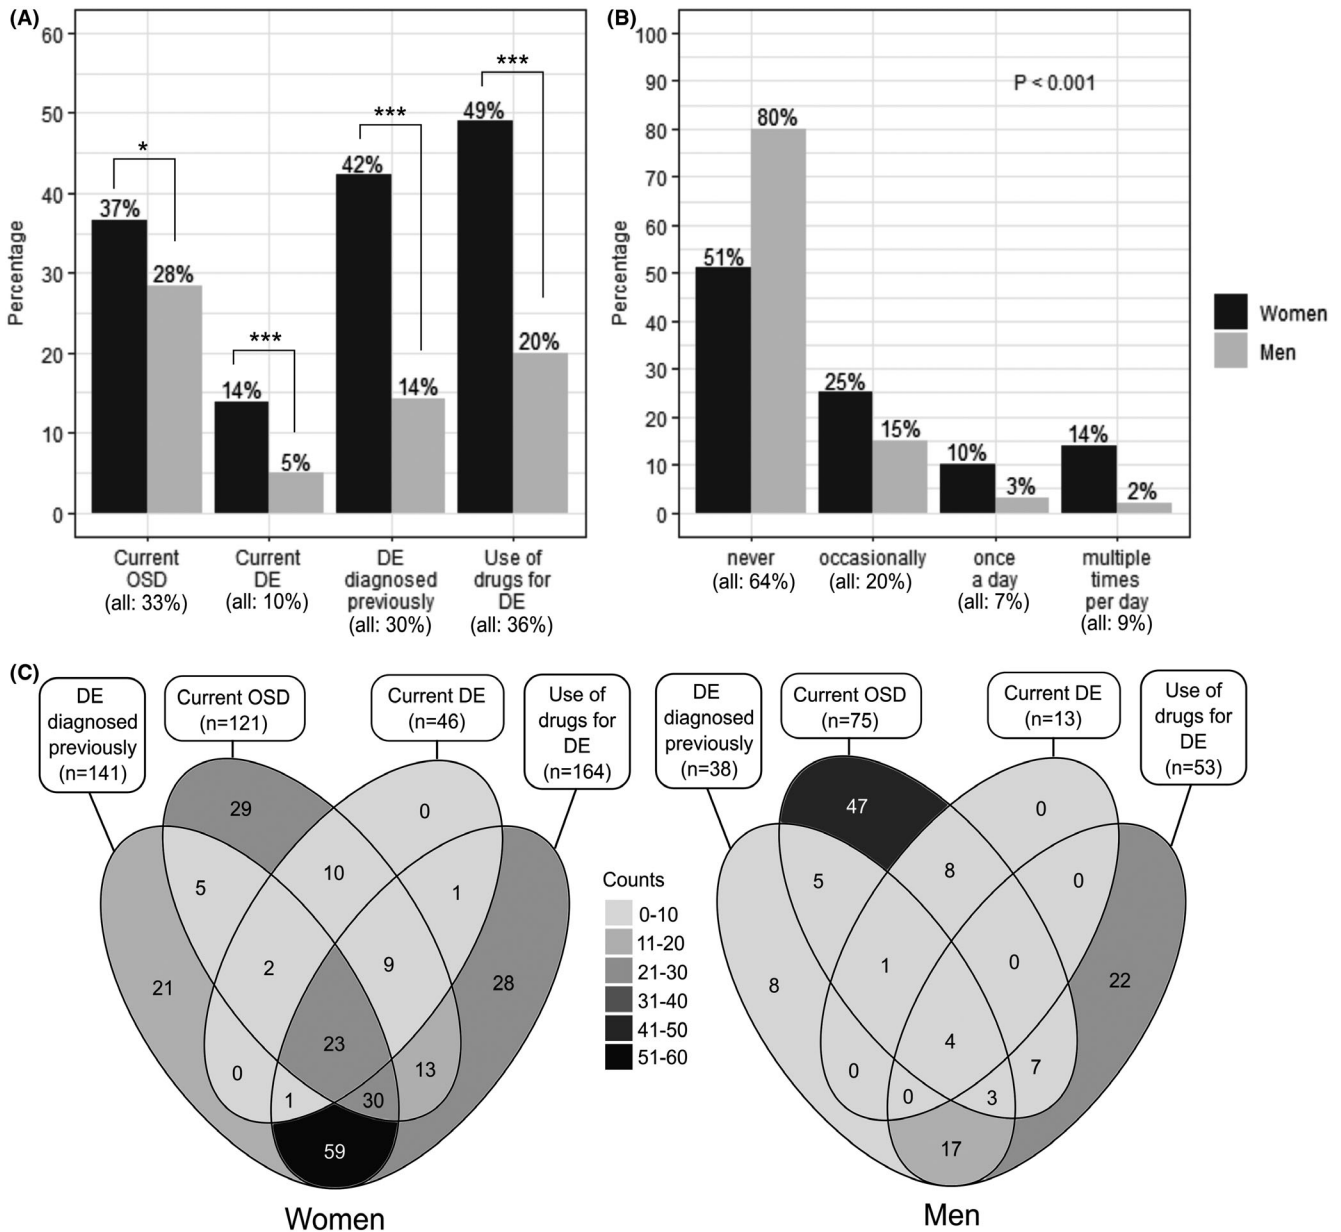 (A)
60
50
40
30
20
10
0
Percentage
*
***
***
***
37%
28%
14%
5%
42%
14%
49%
20%
Current
OSD
(all: 33%)
Current
DE
(all: 10%)
DE
diagnosed
previously
(all: 30%)
Use of
drugs for
DE
(all: 36%)
(B)
100
90
80
70
60
50
40
30
20
10
0
Percentage
P < 0.001
51%
80%
25%
15%
10%
3%
14%
2%
never
(all: 64%)
occasionally
(all: 20%)
once
a day
(all: 7%)
multiple
times
per day
(all: 9%)
Women
Men
(C)
DE
diagnosed
previously
(n=141)
Current OSD
(n=121)
Current DE
(n=46)
Use of
drugs for
DE
(n=164)
29
0
5
10
1
21
2
9
28
23
0
13
1
30
59
Women
Counts
0-10
11-20
21-30
31-40
41-50
51-60
DE
diagnosed
previously
(n=38)
Current OSD
(n=75)
Current DE
(n=13)
Use of
drugs for
DE
(n=53)
47
0
5
8
0
8
1
0
22
4
0
7
0
3
17
Men